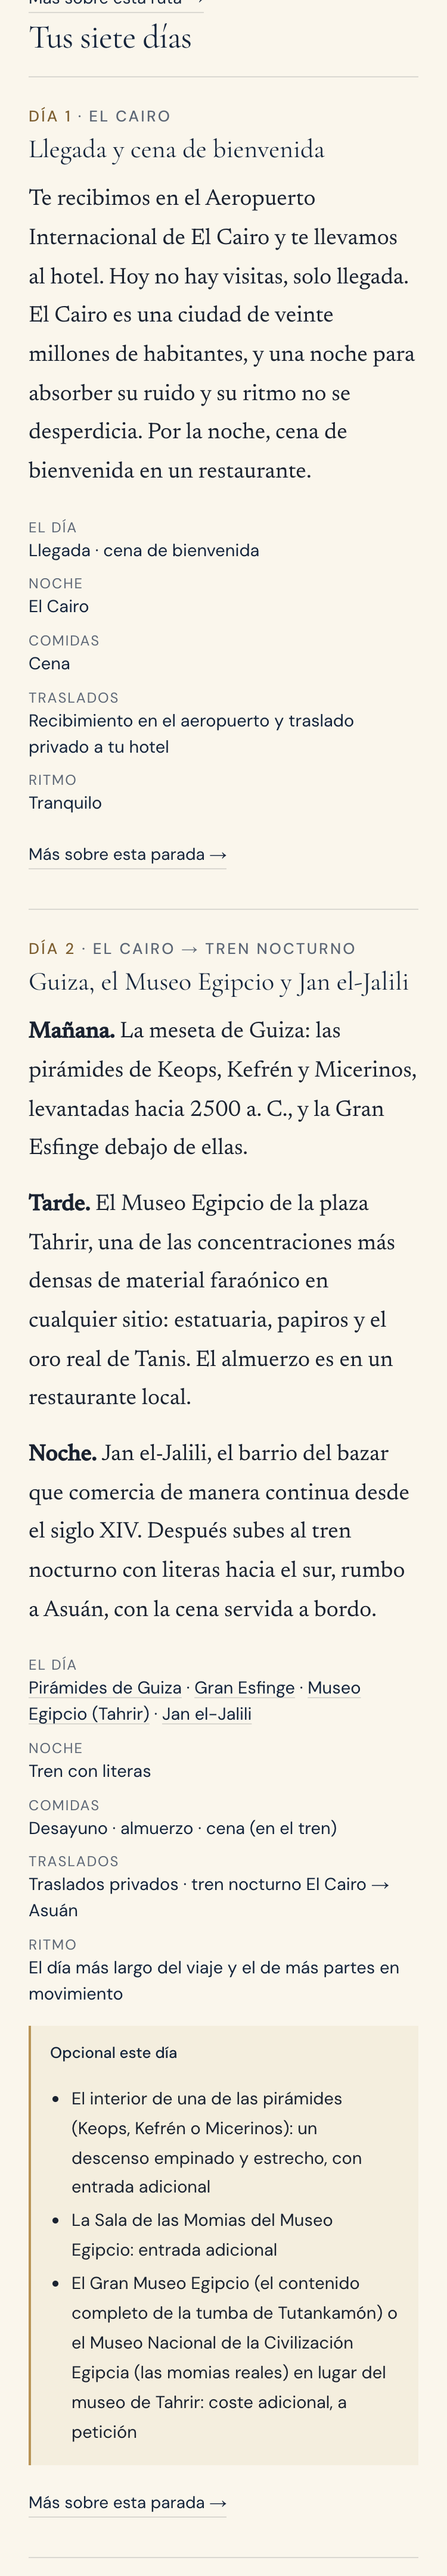 Más sobre esta ruta →
Tus siete días
DÍA 1 · EL CAIRO
Llegada y cena de bienvenida
Te recibimos en el Aeropuerto
Internacional de El Cairo y te llevamos
al hotel. Hoy no hay visitas, solo llegada.
El Cairo es una ciudad de veinte
millones de habitantes, y una noche para
absorber su ruido y su ritmo no se
desperdicia. Por la noche, cena de
bienvenida en un restaurante.
EL DÍA
Llegada · cena de bienvenida
NOCHE
El Cairo
COMIDAS
Cena
TRASLADOS
Recibimiento en el aeropuerto y traslado
privado a tu hotel
RITMO
Tranquilo
Más sobre esta parada →
DÍA 2 · EL CAIRO → TREN NOCTURNO
Guiza, el Museo Egipcio y Jan el-Jalili
Mañana. La meseta de Guiza: las
pirámides de Keops, Kefrén y Micerinos,
levantadas hacia 2500 a. C., y la Gran
Esfinge debajo de ellas.
Tarde. El Museo Egipcio de la plaza
Tahrir, una de las concentraciones más
densas de material faraónico en
cualquier sitio: estatuaria, papiros y el
oro real de Tanis. El almuerzo es en un
restaurante local.
Noche. Jan el-Jalili, el barrio del bazar
que comercia de manera continua desde
el siglo XIV. Después subes al tren
nocturno con literas hacia el sur, rumbo
a Asuán, con la cena servida a bordo.
EL DÍA
Pirámides de Guiza · Gran Esfinge · Museo
Egipcio (Tahrir) · Jan el-Jalili
NOCHE
Tren con literas
COMIDAS
Desayuno · almuerzo · cena (en el tren)
TRASLADOS
Traslados privados · tren nocturno El Cairo →
Asuán
RITMO
El día más largo del viaje y el de más partes en
movimiento
Opcional este día
• El interior de una de las pirámides
(Keops, Kefrén o Micerinos): un
descenso empinado y estrecho, con
entrada adicional
• La Sala de las Momias del Museo
Egipcio: entrada adicional
• El Gran Museo Egipcio (el contenido
completo de la tumba de Tutankamón) o
el Museo Nacional de la Civilización
Egipcia (las momias reales) en lugar del
museo de Tahrir: coste adicional, a
petición
Más sobre esta parada →